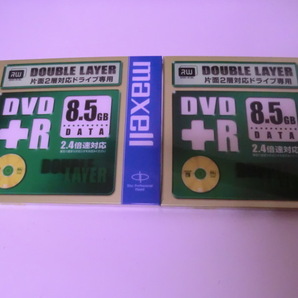 RW DOUBLE LAYER
片面2層対応ドライブ専用
DVD
+R
8.5GB
DATA
2.4倍速対応
LAYER
maxell
RW DOUBLE LAYER
片面2層対応ドライブ専用
DVD
+R
8.5GB
DATA
2.4倍速対応